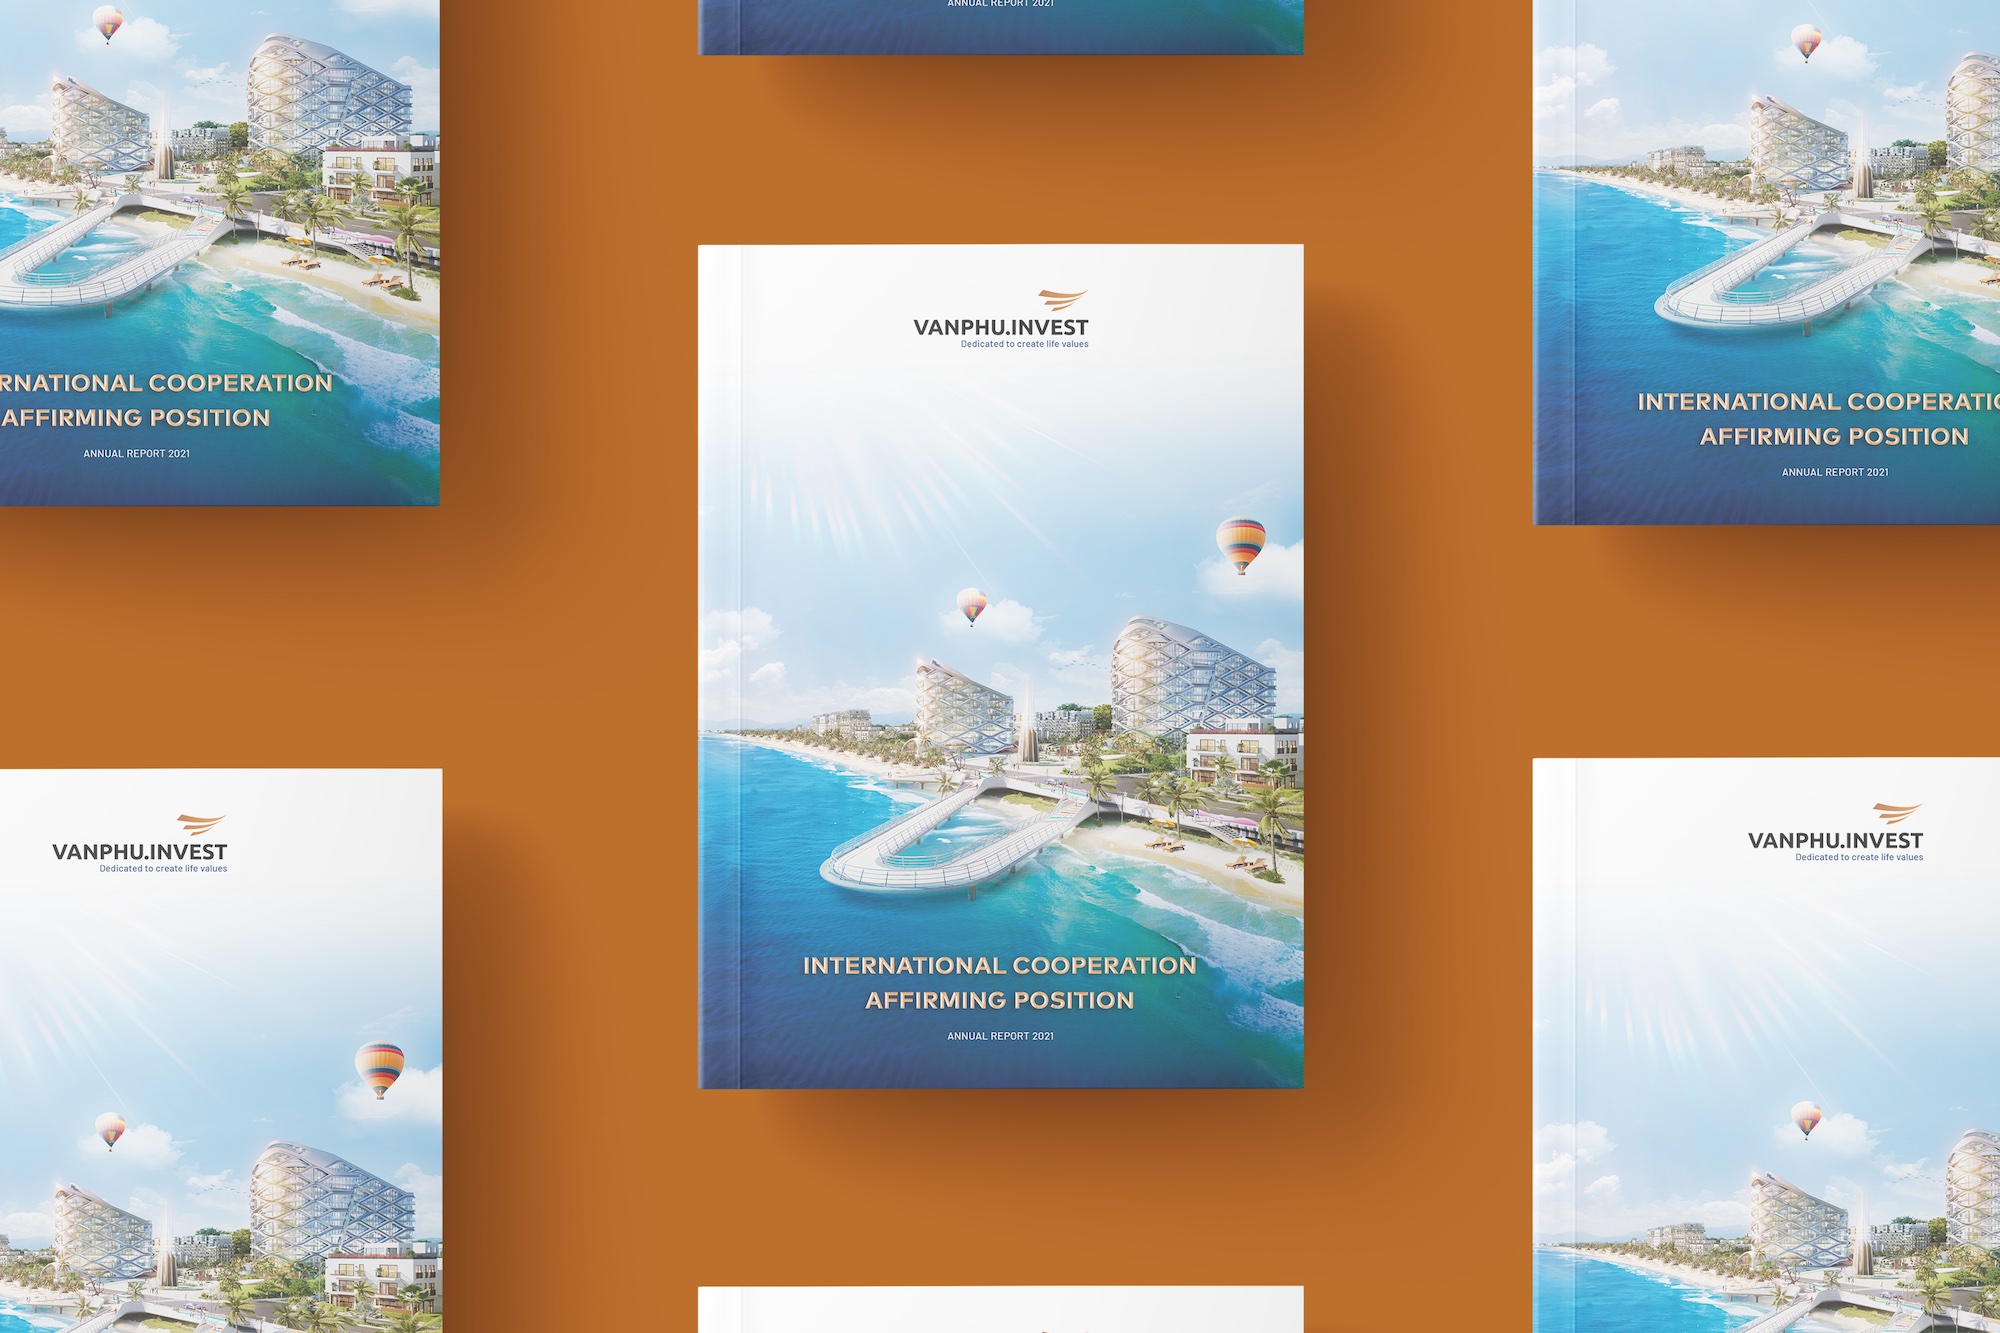 ANNUAL REPORT 2021
RNATIONAL COOPERATION
AFFIRMING POSITION
ANNUAL REPORT 2021
VANPHU.INVEST
Dedicated to create life values
INTERNATIONAL COOPERATION
AFFIRMING POSITION
ANNUAL REPORT 2021
INTERNATIONAL COOPERATIO
AFFIRMING POSITION
ANNUAL REPORT 2021
VANPHU.INVEST
Dedicated to create life values
VANPHU.INVEST
Dedicated to create life values